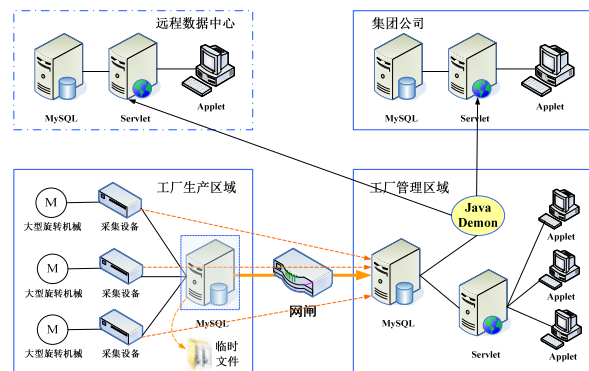 远程数据中心
MySQL
Servlet
Applet
集团公司
MySQL
Servlet
Applet
工厂生产区域
M
大型旋转机械
采集设备
M
大型旋转机械
采集设备
M
大型旋转机械
采集设备
MySQL
临时
文件
网闸
工厂管理区域
Java
Demon
MySQL
Servlet
Applet
Applet
Applet